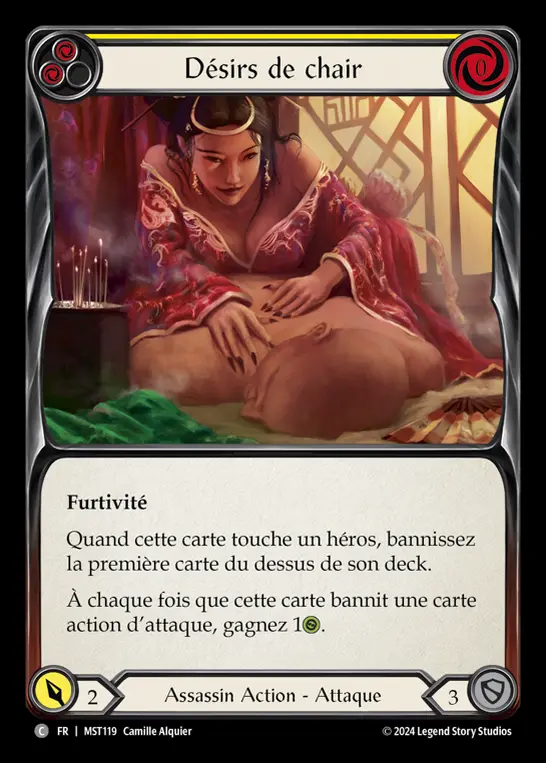 Désirs de chair
0
Furtivité
Quand cette carte touche un héros, bannissez
la première carte du dessus de son deck.
À chaque fois que cette carte bannit une carte
action d'attaque, gagnez 1.
2
Assassin Action - Attaque
3
C FR | MST119 Camille Alquier
© 2024 Legend Story Studios